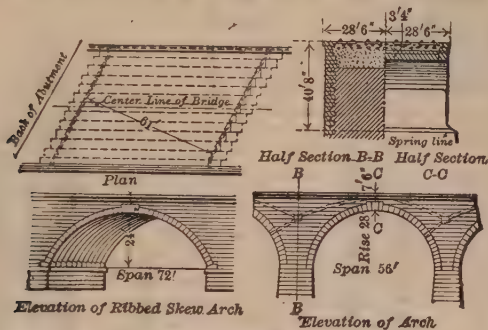 28'6"
3'4"
28'6"
40'8"
Back of Abutment
Center Line of Bridge
61'
Plan
Spring line
Half Section B-B
Half Section C-C
24'
Span 72'
Elevation of Ribbed Skew Arch
B
C
7'6"
Rise 28'
C
Span 56'
B
Elevation of Arch